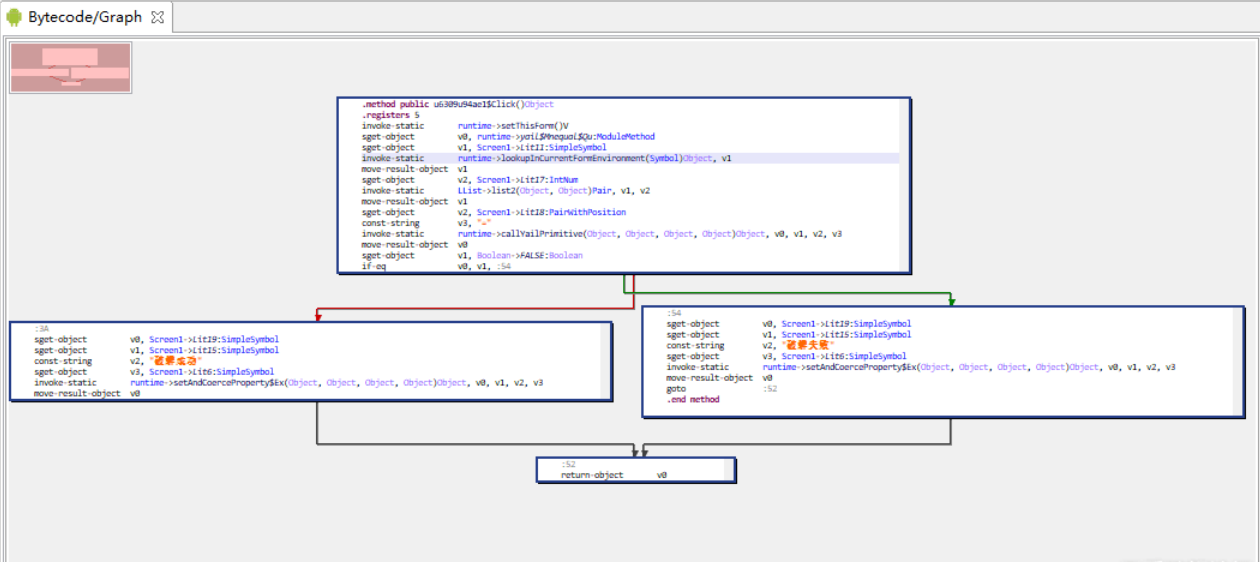 Bytecode/Graph
.method public u6309u94ae1$Click()Object
.registers 5
invoke-static runtime->setThisForm()V
sget-object v0, runtime->yail$Mnequal$Qu:ModuleMethod
sget-object v1, Screen1->Lit11:SimpleSymbol
invoke-static runtime->lookupInCurrentFormEnvironment(Symbol)Object, v1
move-result-object v1
sget-object v2, Screen1->Lit17:IntNum
invoke-static LList->list2(Object, Object)Pair, v1, v2
move-result-object v1
sget-object v2, Screen1->Lit18:PairWithPosition
const-string v3, "="
invoke-static runtime->callYailPrimitive(Object, Object, Object, Object)Object, v0, v1, v2, v3
move-result-object v0
sget-object v1, Boolean->FALSE:Boolean
if-eq v0, v1, :54
:3A
sget-object v0, Screen1->Lit19:SimpleSymbol
sget-object v1, Screen1->Lit15:SimpleSymbol
const-string v2, "破解成功"
sget-object v3, Screen1->Lit6:SimpleSymbol
invoke-static runtime->setAndCoerceProperty$Ex(Object, Object, Object, Object)Object, v0, v1, v2, v3
move-result-object v0
:54
sget-object v0, Screen1->Lit19:SimpleSymbol
sget-object v1, Screen1->Lit15:SimpleSymbol
const-string v2, "破解失败"
sget-object v3, Screen1->Lit6:SimpleSymbol
invoke-static runtime->setAndCoerceProperty$Ex(Object, Object, Object, Object)Object, v0, v1, v2, v3
move-result-object v0
goto :52
.end method
:52
return-object v0